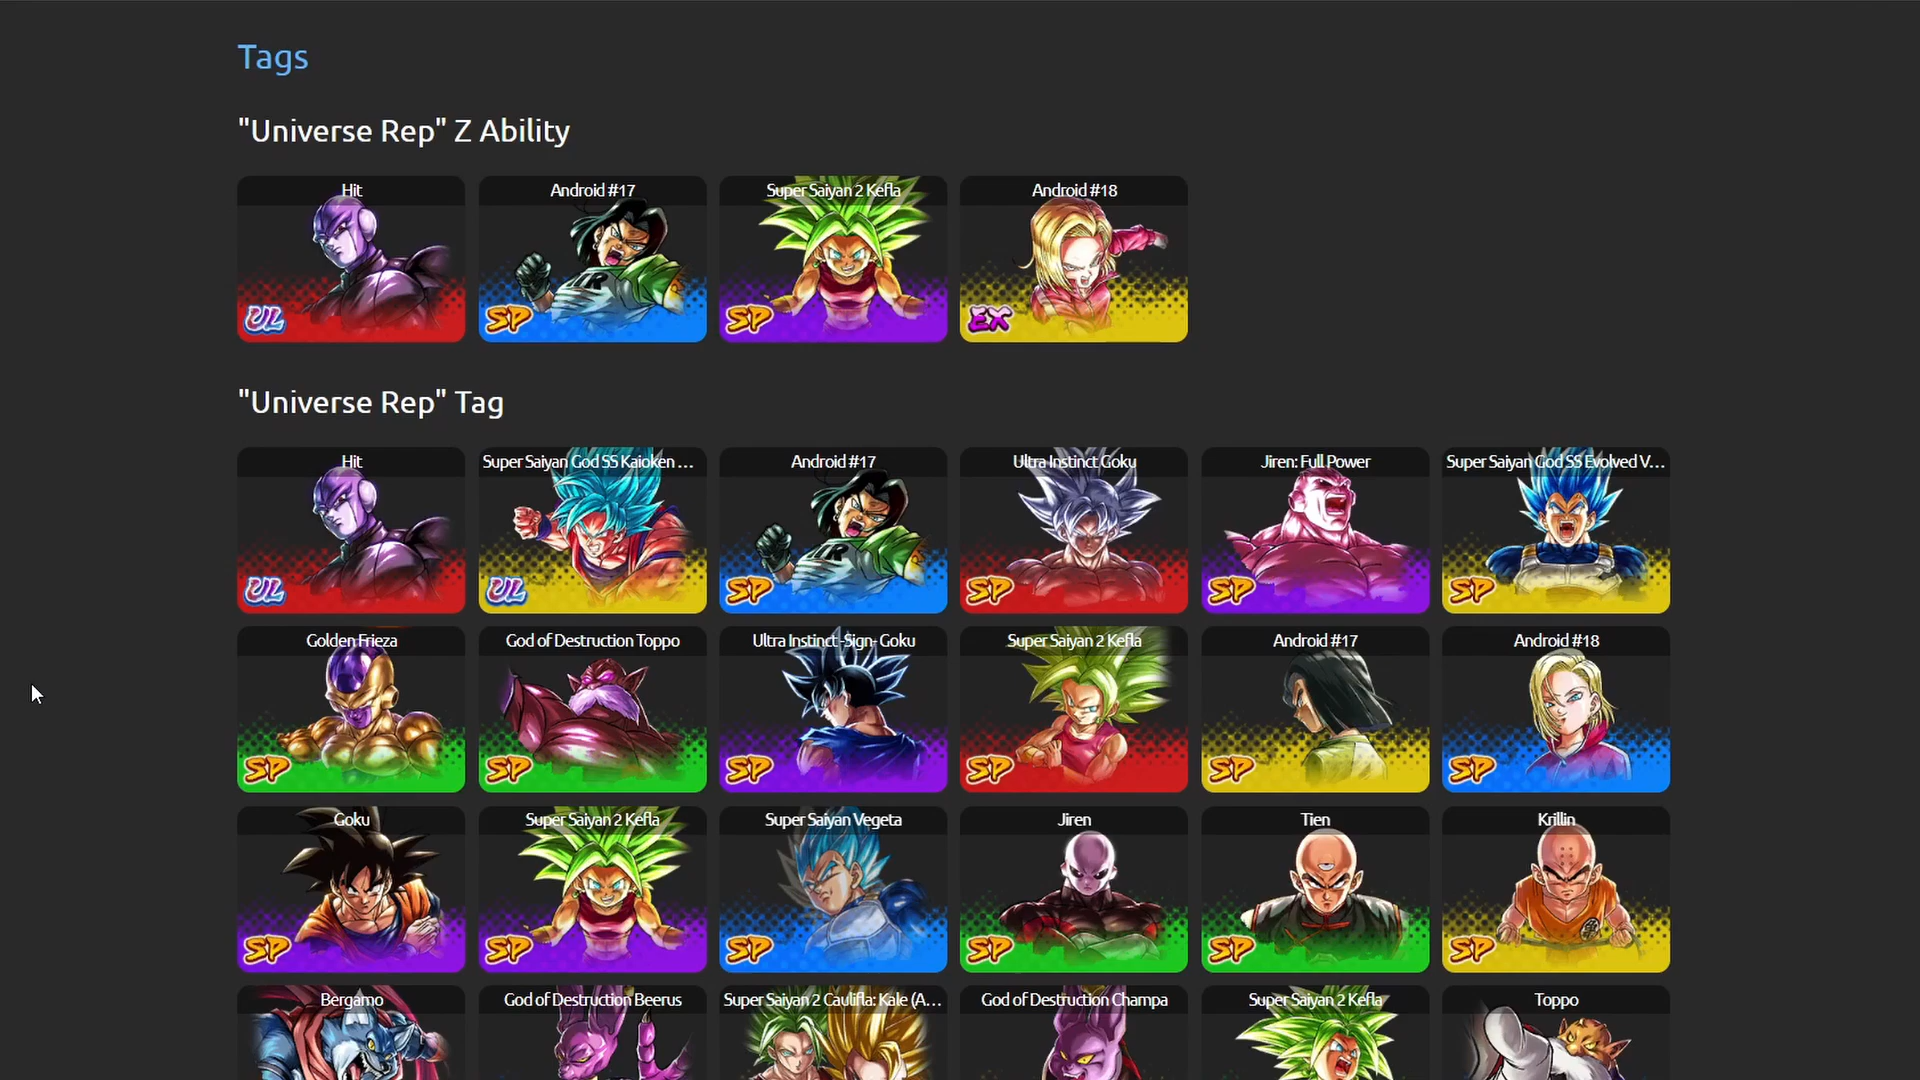 Tags
"Universe Rep" Z Ability
Hit
Android #17
Super Saiyan 2 Kefla
Android #18
UL
SP
SP
EX
"Universe Rep" Tag
Hit
Super Saiyan God SS Kaioken ...
Android #17
Ultra Instinct Goku
Jiren: Full Power
Super Saiyan God SS Evolved V...
UL
UL
SP
SP
SP
SP
Golden Frieza
God of Destruction Toppo
Ultra Instinct -Sign- Goku
Super Saiyan 2 Kefla
Android #17
Android #18
SP
SP
SP
SP
SP
SP
Goku
Super Saiyan 2 Kefla
Super Saiyan Vegeta
Jiren
Tien
Krillin
SP
SP
SP
SP
SP
SP
Bergamo
God of Destruction Beerus
Super Saiyan 2 Caulifla: Kale (A...
God of Destruction Champa
Super Saiyan 2 Kefla
Toppo